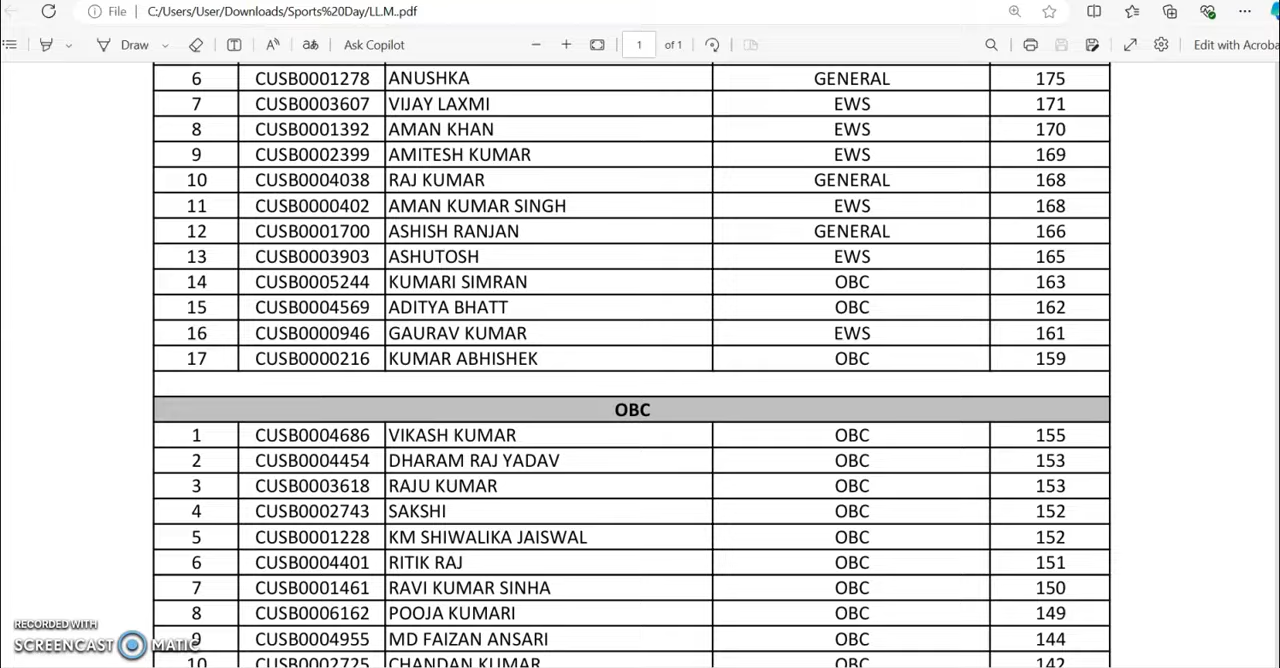 File C:/Users/User/Downloads/Sports%20Day/LL.M..pdf
Draw Ask Copilot 1 of 1 Edit with Acroba
6 CUSB0001278 ANUSHKA GENERAL 175
7 CUSB0003607 VIJAY LAXMI EWS 171
8 CUSB0001392 AMAN KHAN EWS 170
9 CUSB0002399 AMITESH KUMAR EWS 169
10 CUSB0004038 RAJ KUMAR GENERAL 168
11 CUSB0000402 AMAN KUMAR SINGH EWS 168
12 CUSB0001700 ASHISH RANJAN GENERAL 166
13 CUSB0003903 ASHUTOSH EWS 165
14 CUSB0005244 KUMARI SIMRAN OBC 163
15 CUSB0004569 ADITYA BHATT OBC 162
16 CUSB0000946 GAURAV KUMAR EWS 161
17 CUSB0000216 KUMAR ABHISHEK OBC 159
OBC
1 CUSB0004686 VIKASH KUMAR OBC 155
2 CUSB0004454 DHARAM RAJ YADAV OBC 153
3 CUSB0003618 RAJU KUMAR OBC 153
4 CUSB0002743 SAKSHI OBC 152
5 CUSB0001228 KM SHIWALIKA JAISWAL OBC 152
6 CUSB0004401 RITIK RAJ OBC 151
7 CUSB0001461 RAVI KUMAR SINHA OBC 150
8 CUSB0006162 POOJA KUMARI OBC 149
9 CUSB0004955 MD FAIZAN ANSARI OBC 144
10 CUSB0002725 CHANDAN KUMAR OBC 142
RECORDED WITH
SCREENCAST MATIC